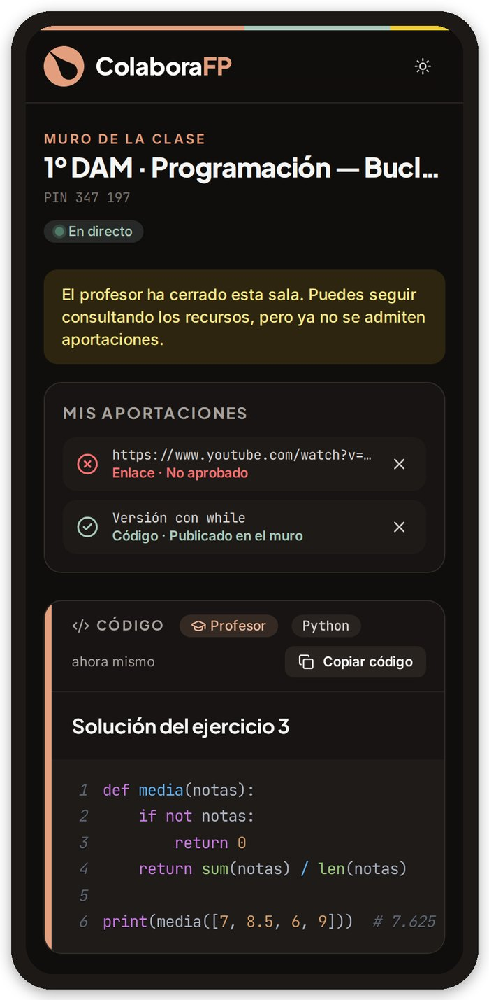 ColaboraFP
MURO DE LA CLASE
1º DAM · Programación — Bucl…
PIN 347 197
En directo
El profesor ha cerrado esta sala. Puedes seguir
consultando los recursos, pero ya no se admiten
aportaciones.
MIS APORTACIONES
https://www.youtube.com/watch?v=…
Enlace · No aprobado
Versión con while
Código · Publicado en el muro
</> CÓDIGO Profesor Python
ahora mismo Copiar código
Solución del ejercicio 3
1 def media(notas):
2     if not notas:
3         return 0
4     return sum(notas) / len(notas)
5
6 print(media([7, 8.5, 6, 9]))  # 7.625